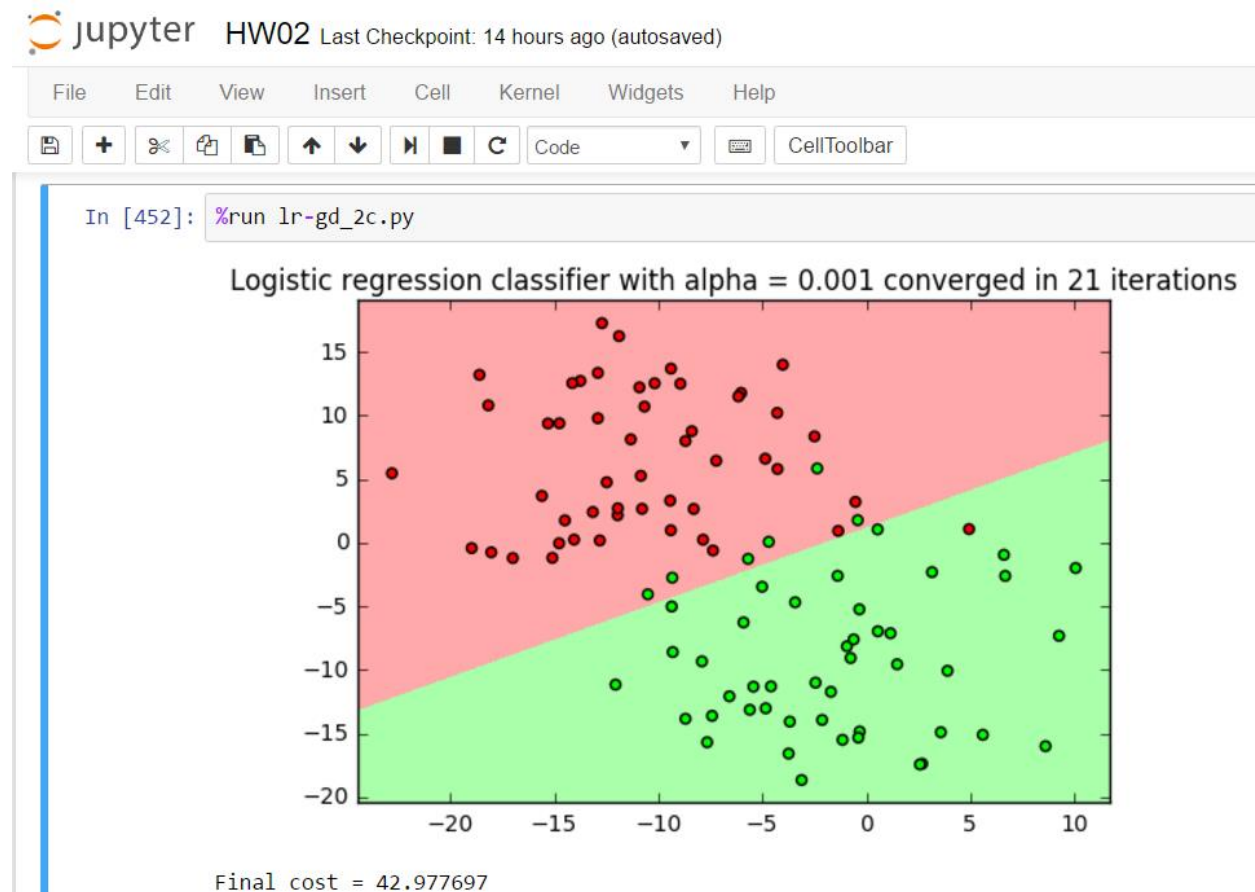 jupyter HW02 Last Checkpoint: 14 hours ago (autosaved)
File Edit View Insert Cell Kernel Widgets Help
Code CellToolbar
In [452]: %run lr-gd_2c.py
Logistic regression classifier with alpha = 0.001 converged in 21 iterations
15
10
5
0
−5
−10
−15
−20
−20 −15 −10 −5 0 5 10
Final cost = 42.977697